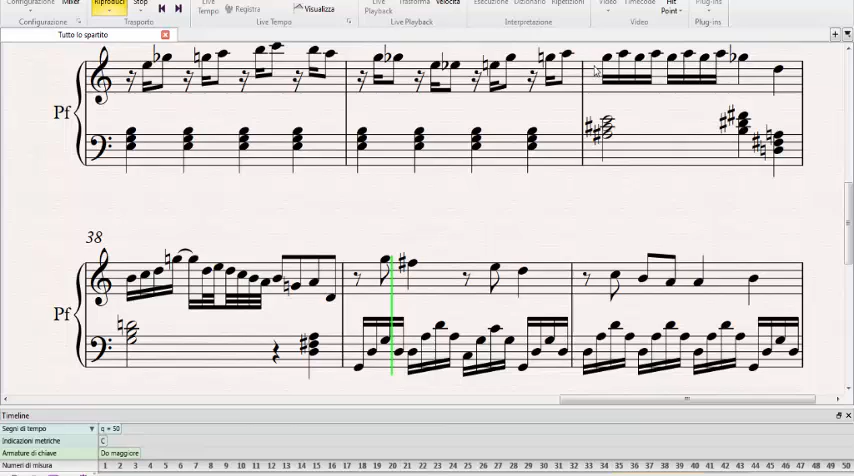 Configurazione Mixer Riproduci Stop Live Tempo Registra Visualizza Live Playback Trasforma Velocità Esecuzione Dizionario Ripetizioni Video Timecode Hit Point Plug-ins
Configurazione Trasporto Live Tempo Live Playback Interpretazione Video Plug-ins
Tutto lo spartito
Pf
38
Pf
Timeline
Segni di tempo q = 50
Indicazioni metriche C
Armature di chiave Do maggiore
Numeri di misura 1 2 3 4 5 6 7 8 9 10 11 12 13 14 15 16 17 18 19 20 21 22 23 24 25 26 27 28 29 30 31 32 33 34 35 36 37 38 39 40 41 42 43 44 45 46 47 48 49 50